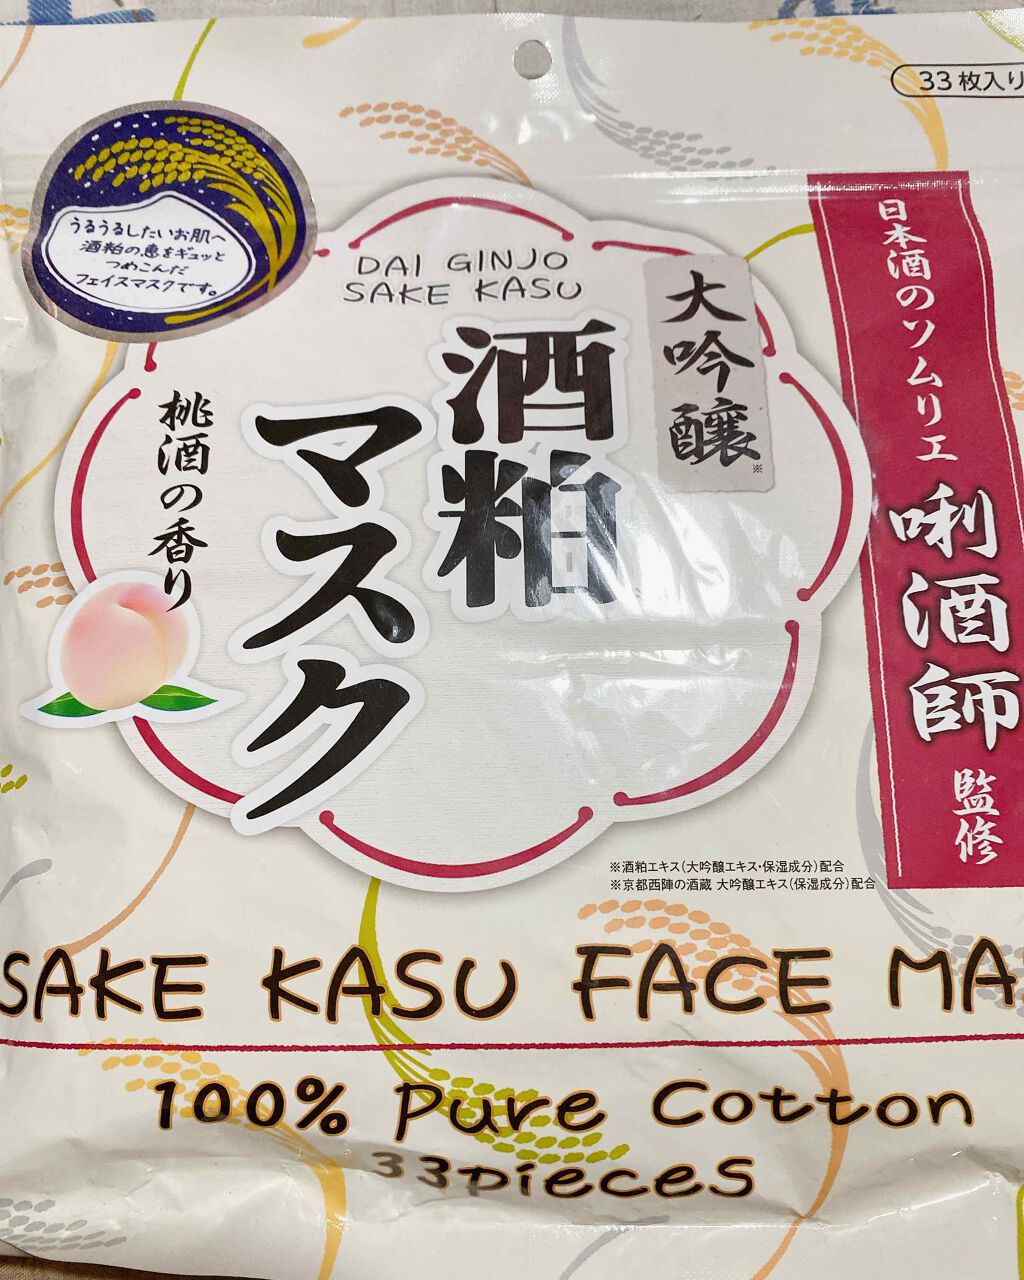 33枚入り
うるうるしたいお肌へ
酒粕の恵をギュッと
つめこんだ
フェイスマスクです。
DAI GINJO
SAKE KASU
大吟醸※
酒粕
マスク
桃酒の香り
日本酒のソムリエ
唎酒師
監修
※酒粕エキス(大吟醸エキス・保湿成分)配合
※京都西陣の酒蔵 大吟醸エキス(保湿成分)配合
SAKE KASU FACE MA
100% Pure Cotton
33pieces